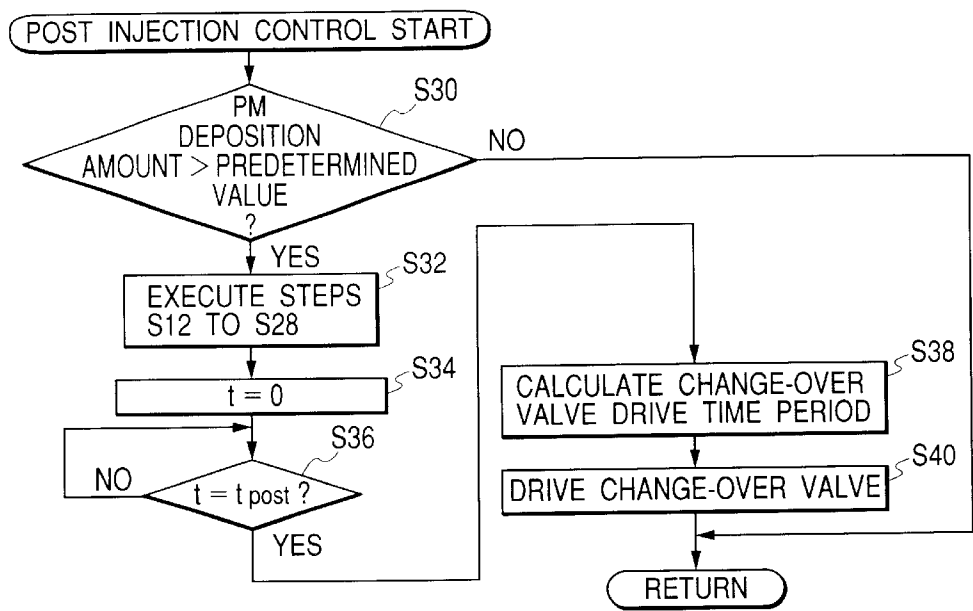 POST INJECTION CONTROL START
S30
PM
DEPOSITION
AMOUNT > PREDETERMINED
VALUE
?
NO
YES
S32
EXECUTE STEPS
S12 TO S28
S34
t = 0
S36
t = t post ?
NO
YES
S38
CALCULATE CHANGE-OVER
VALVE DRIVE TIME PERIOD
S40
DRIVE CHANGE-OVER VALVE
RETURN